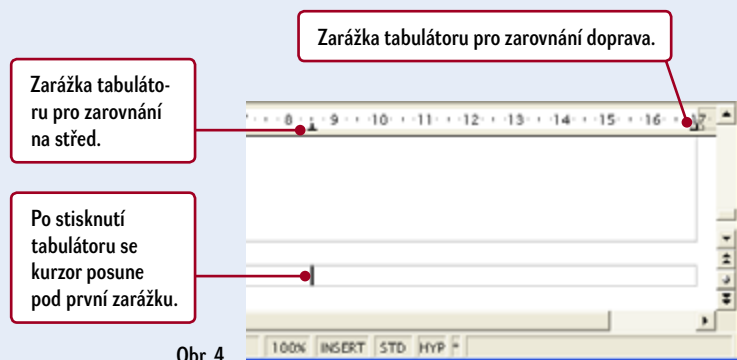 Zarážka tabulátoru pro zarovnání doprava.
Zarážka tabuláto-
ru pro zarovnání
na střed.
8 9 10 11 12 13 14 15 16 17
Po stisknutí
tabulátoru se
kurzor posune
pod první zarážku.
Obr. 4
100% INSERT STD HYP *